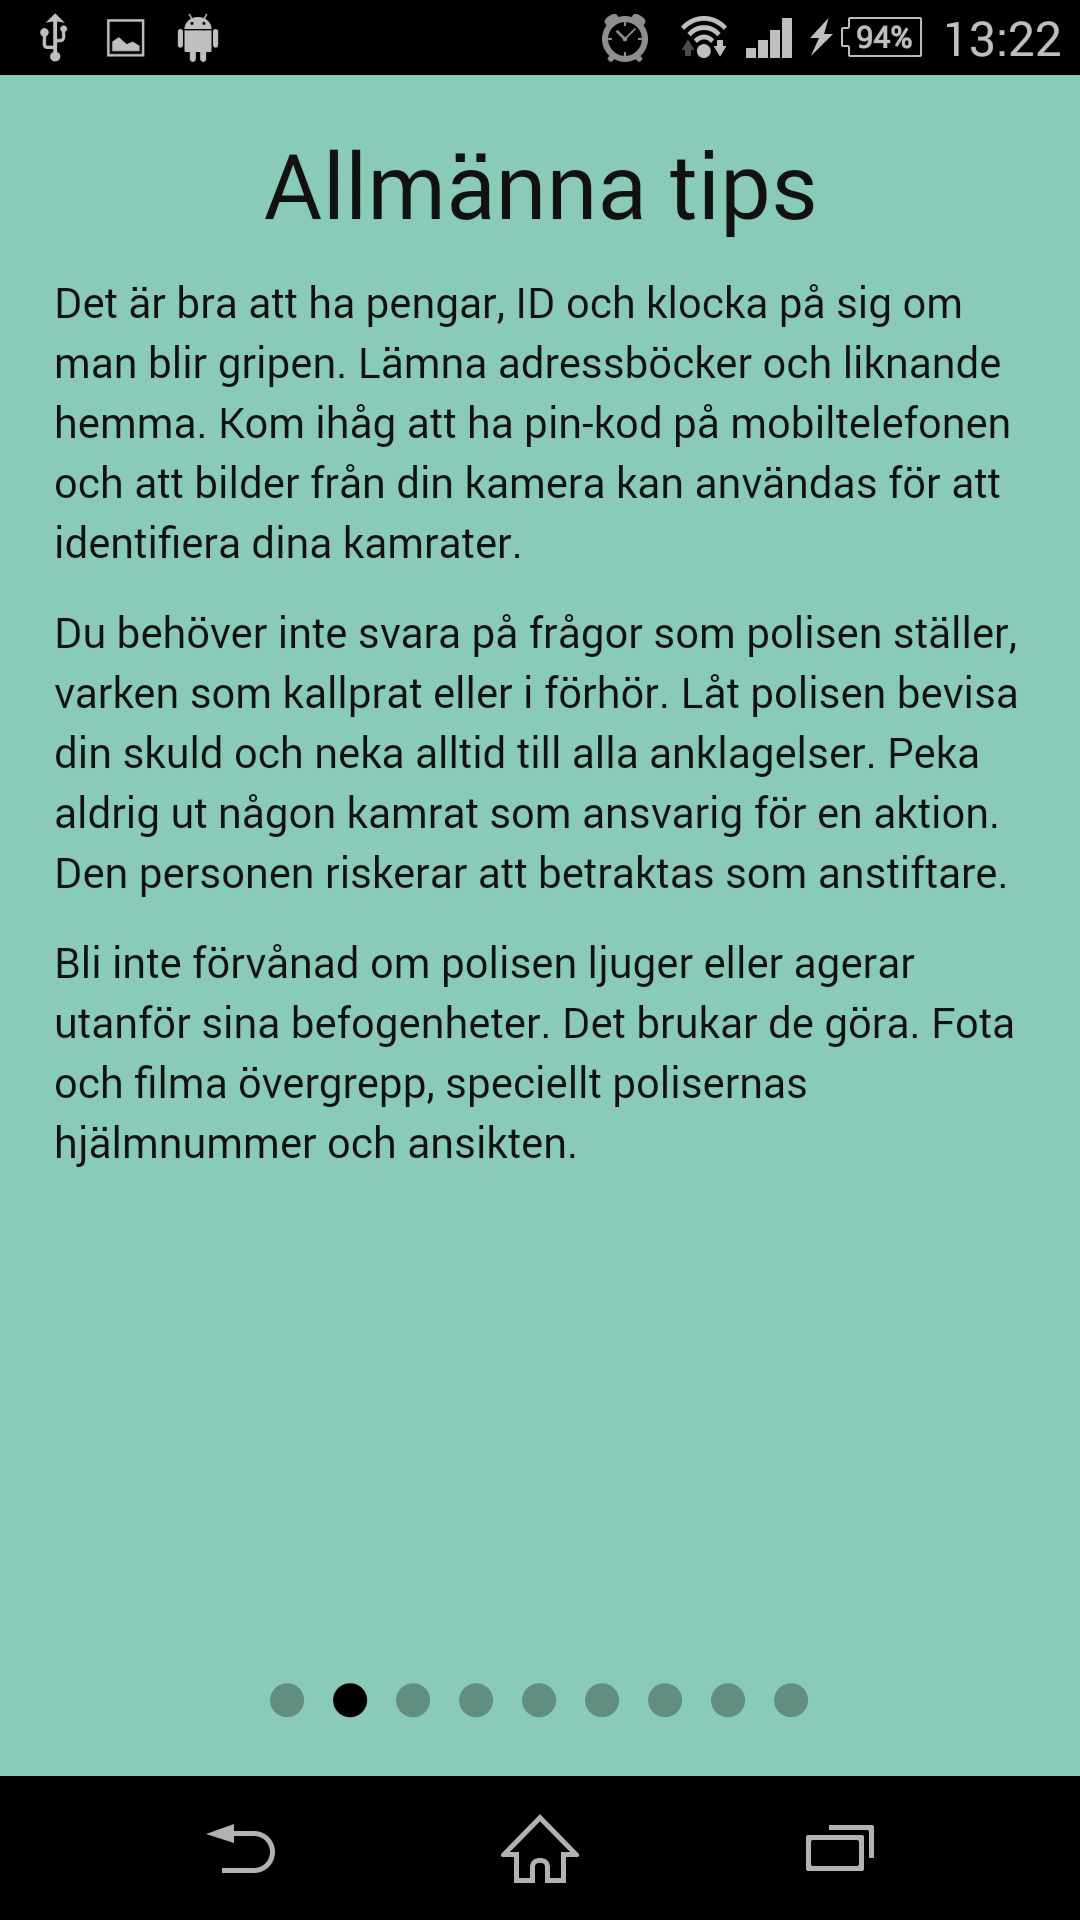 94% 13:22
Allmänna tips
Det är bra att ha pengar, ID och klocka på sig om
man blir gripen. Lämna adressböcker och liknande
hemma. Kom ihåg att ha pin-kod på mobiltelefonen
och att bilder från din kamera kan användas för att
identifiera dina kamrater.
Du behöver inte svara på frågor som polisen ställer,
varken som kallprat eller i förhör. Låt polisen bevisa
din skuld och neka alltid till alla anklagelser. Peka
aldrig ut någon kamrat som ansvarig för en aktion.
Den personen riskerar att betraktas som anstiftare.
Bli inte förvånad om polisen ljuger eller agerar
utanför sina befogenheter. Det brukar de göra. Fota
och filma övergrepp, speciellt polisernas
hjälmnummer och ansikten.